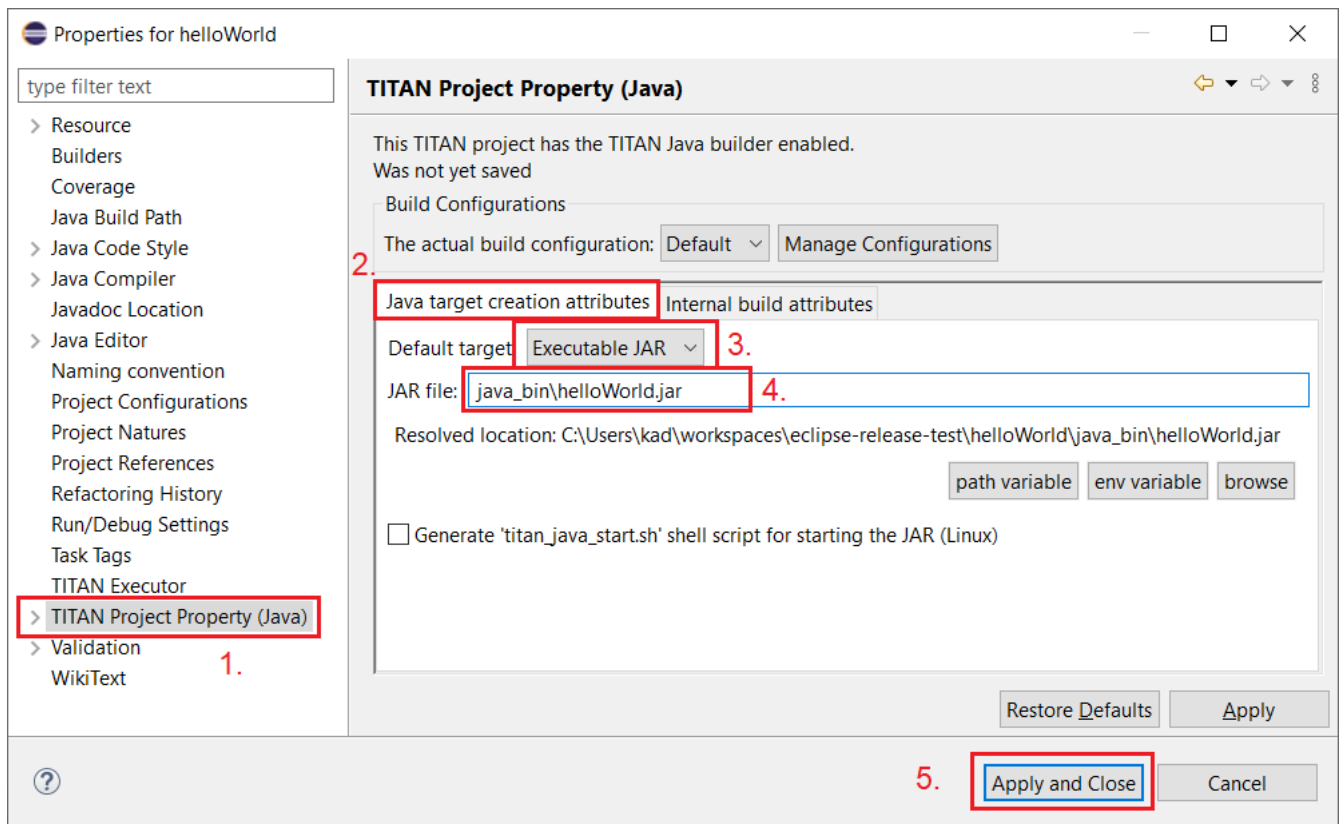 Properties for helloWorld
type filter text
Resource
Builders
Coverage
Java Build Path
Java Code Style
Java Compiler
Javadoc Location
Java Editor
Naming convention
Project Configurations
Project Natures
Project References
Refactoring History
Run/Debug Settings
Task Tags
TITAN Executor
TITAN Project Property (Java)
Validation
1.
WikiText
TITAN Project Property (Java)
This TITAN project has the TITAN Java builder enabled.
Was not yet saved
Build Configurations
The actual build configuration: Default Manage Configurations
2.
Java target creation attributes Internal build attributes
Default target Executable JAR 3.
JAR file: java_bin\helloWorld.jar 4.
Resolved location: C:\Users\kad\workspaces\eclipse-release-test\helloWorld\java_bin\helloWorld.jar
path variable env variable browse
Generate 'titan_java_start.sh' shell script for starting the JAR (Linux)
Restore Defaults Apply
5. Apply and Close Cancel
?